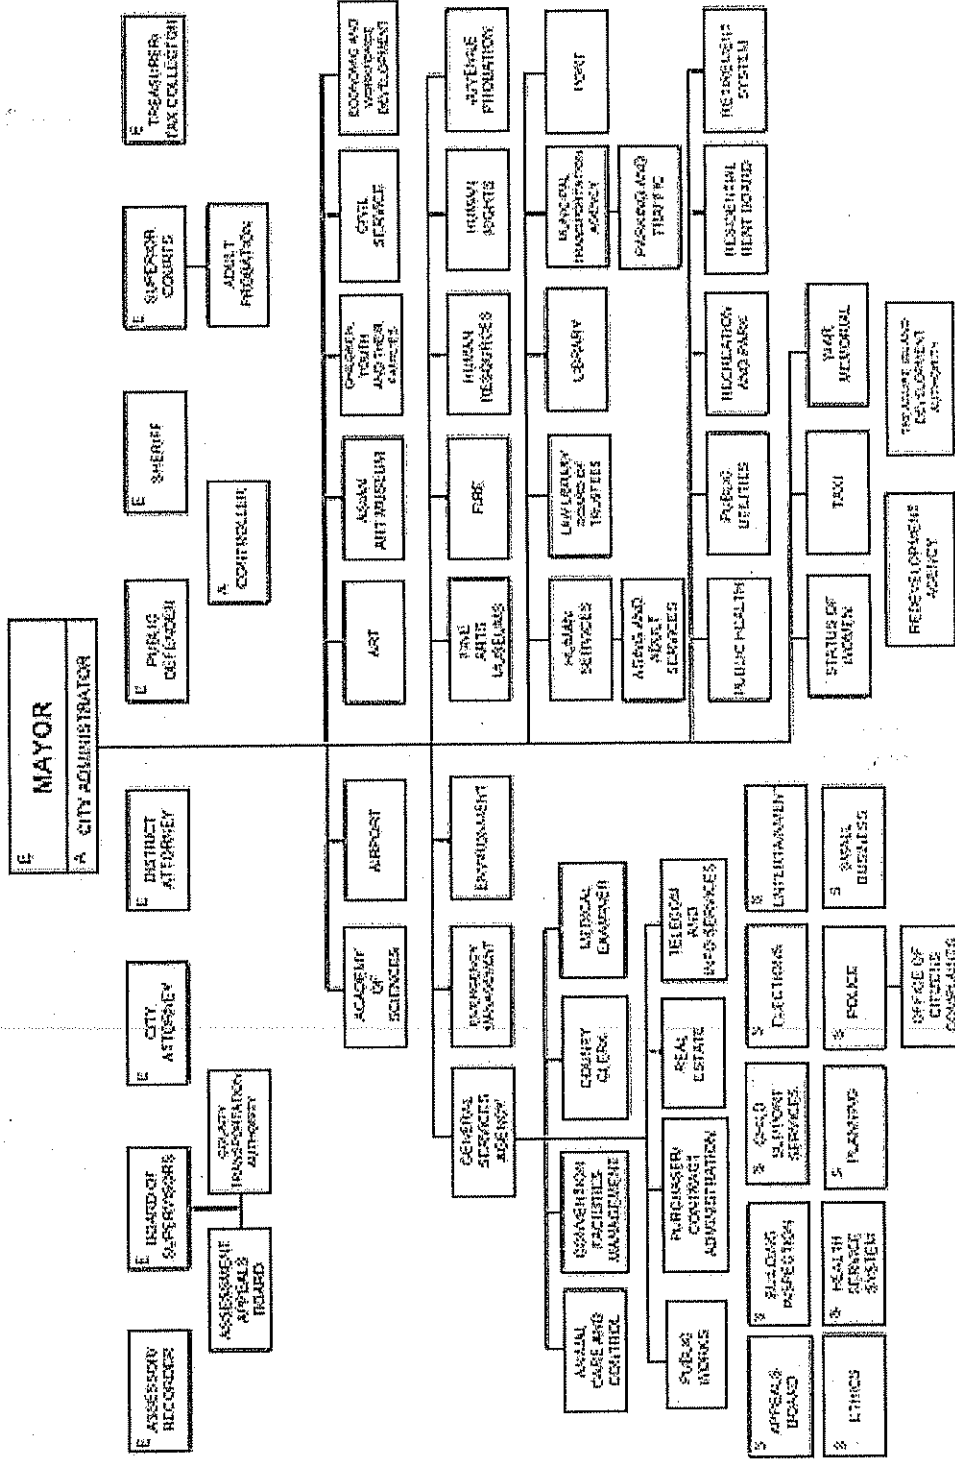 E
MAYOR
A CITY ADMINISTRATOR
E ASSESSOR/
RECORDER
E BOARD OF
SUPERVISORS
ASSESSMENT
APPEALS
BOARD
COUNTY
TRANSPORTATION
AUTHORITY
E CITY
ATTORNEY
E DISTRICT
ATTORNEY
E PUBLIC
DEFENDER
E SHERIFF
E SUPERIOR
COURTS
E TREASURER/
TAX COLLECTOR
A CONTROLLER
ADULT
PROBATION
ACADEMY
OF
SCIENCES
AIRPORT
ART
ASIAN
ART MUSEUM
CHILDREN,
YOUTH
AND THEIR
FAMILIES
CIVIL
SERVICE
ECONOMIC AND
WORKFORCE
DEVELOPMENT
GENERAL
SERVICES
AGENCY
EMERGENCY
MANAGEMENT
ENVIRONMENT
FINE
ARTS
MUSEUMS
FIRE
HUMAN
RESOURCES
HUMAN
RIGHTS
JUVENILE
PROBATION
HUMAN
SERVICES
LAW LIBRARY
BOARD OF
TRUSTEES
LIBRARY
MUNICIPAL
TRANSPORTATION
AGENCY
PORT
AGING AND
ADULT
SERVICES
PARKING AND
TRAFFIC
ANIMAL
CARE AND
CONTROL
CONVENTION
FACILITIES
MANAGEMENT
COUNTY
CLERK
MEDICAL
EXAMINER
PUBLIC
WORKS
PURCHASER/
CONTRACT
ADMINISTRATION
REAL
ESTATE
TELECOM
AND
INFO SERVICES
PUBLIC HEALTH
PUBLIC
UTILITIES
RECREATION
AND PARK
RESIDENTIAL
RENT BOARD
RETIREMENT
SYSTEM
STATUS OF
WOMEN
TAXI
WAR
MEMORIAL
S APPEALS
BOARD
S BUILDING
INSPECTION
S CHILD
SUPPORT
SERVICES
S ELECTIONS
S ENTERTAINMENT
S ETHICS
S HEALTH
SERVICE
SYSTEM
S PLANNING
S POLICE
S SMALL
BUSINESS
OFFICE OF
CITIZENS
COMPLAINTS
REDEVELOPMENT
AGENCY
TREASURE ISLAND
DEVELOPMENT
AUTHORITY